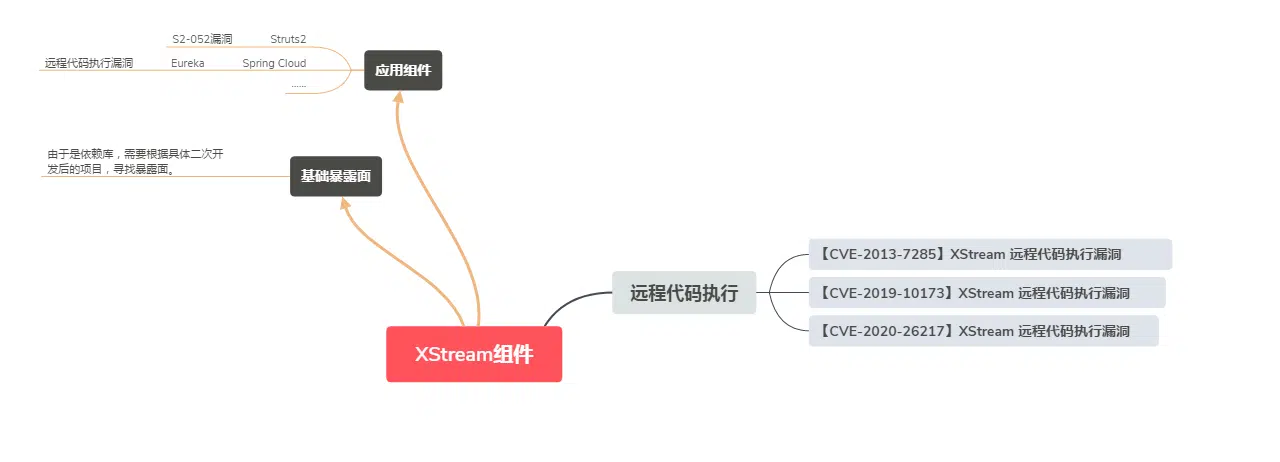 S2-052漏洞 Struts2
远程代码执行漏洞 Eureka Spring Cloud
......
应用组件
由于是依赖库，需要根据具体二次开
发后的项目，寻找暴露面。
基础暴露面
XStream组件
远程代码执行
【CVE-2013-7285】XStream 远程代码执行漏洞
【CVE-2019-10173】XStream 远程代码执行漏洞
【CVE-2020-26217】XStream 远程代码执行漏洞